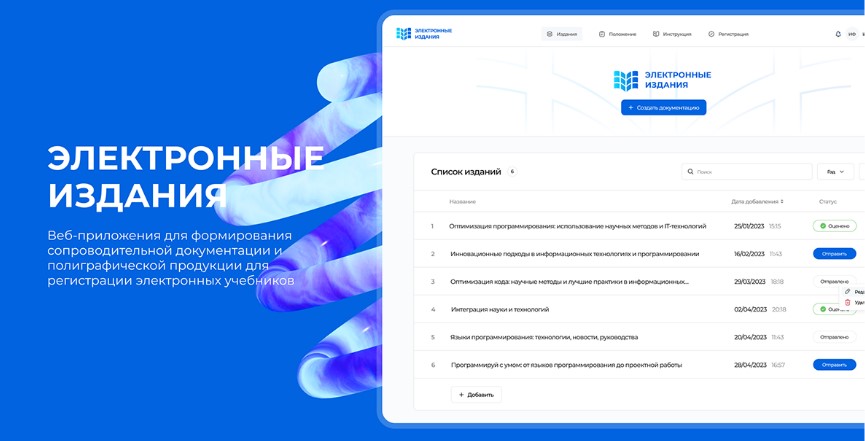 ЭЛЕКТРОННЫЕ
ИЗДАНИЯ
Веб-приложения для формирования
сопроводительной документации и
полиграфической продукции для
регистрации электронных учебников
ЭЛЕКТРОННЫЕ
ИЗДАНИЯ
Издания Положение Инструкция Регистрация
ЭЛЕКТРОННЫЕ
ИЗДАНИЯ
+ Создать документацию
Список изданий 6 Поиск Год
Название Дата добавления Статус
1 Оптимизация программирования: использование научных методов и IT-технологий 25/01/2023 15:15 Оценено
2 Инновационные подходы в информационных технологиях и программировании 16/02/2023 11:43 Отправить
3 Оптимизация кода: научные методы и лучшие практики в информационных... 29/03/2023 16:18 Отправлено
4 Интеграция науки и технологий 02/04/2023 20:18
5 Языки программирования: технологии, новости, руководства 20/04/2023 11:43 Отправлено
6 Программируй с умом: от языков программирования до проектной работы 28/04/2023 16:57 Отправить
+ Добавить